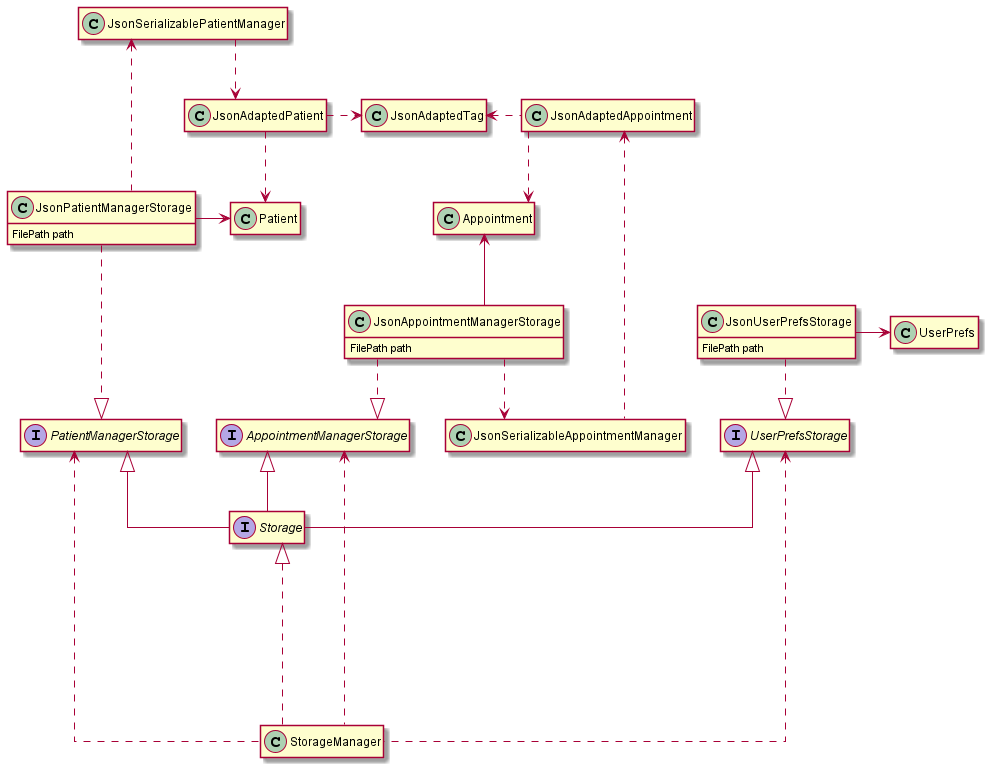 C JsonSerializablePatientManager
C JsonAdaptedPatient
C JsonAdaptedTag
C JsonAdaptedAppointment
C JsonPatientManagerStorage
FilePath path
C Patient
C Appointment
C JsonAppointmentManagerStorage
FilePath path
C JsonUserPrefsStorage
FilePath path
C UserPrefs
I PatientManagerStorage
I AppointmentManagerStorage
C JsonSerializableAppointmentManager
I UserPrefsStorage
I Storage
C StorageManager